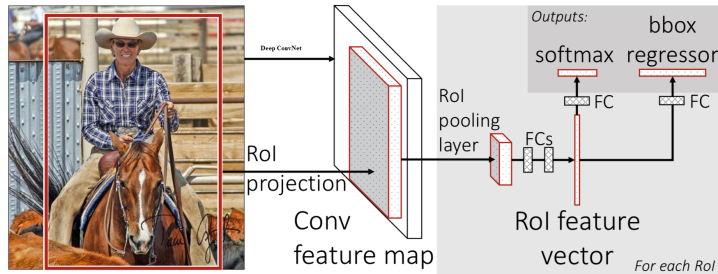 Outputs:
softmax
bbox
regressor
Deep ConvNet
FC
FC
RoI
pooling
layer
FCs
RoI
projection
Conv
feature map
RoI feature
vector
For each RoI